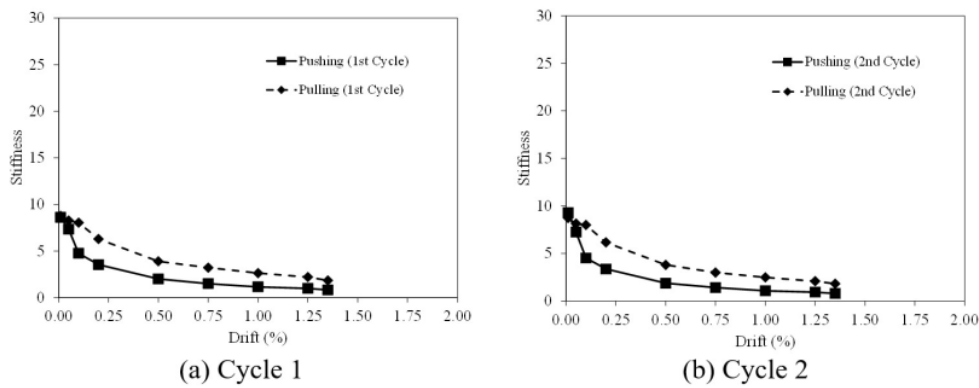 30
25
20
15
10
5
0
Stiffness
Pushing (1st Cycle)
Pulling (1st Cycle)
0.00 0.25 0.50 0.75 1.00 1.25 1.50 1.75 2.00
Drift (%)
(a) Cycle 1
30
25
20
15
10
5
0
Stiffness
Pushing (2nd Cycle)
Pulling (2nd Cycle)
0.00 0.25 0.50 0.75 1.00 1.25 1.50 1.75 2.00
Drift (%)
(b) Cycle 2